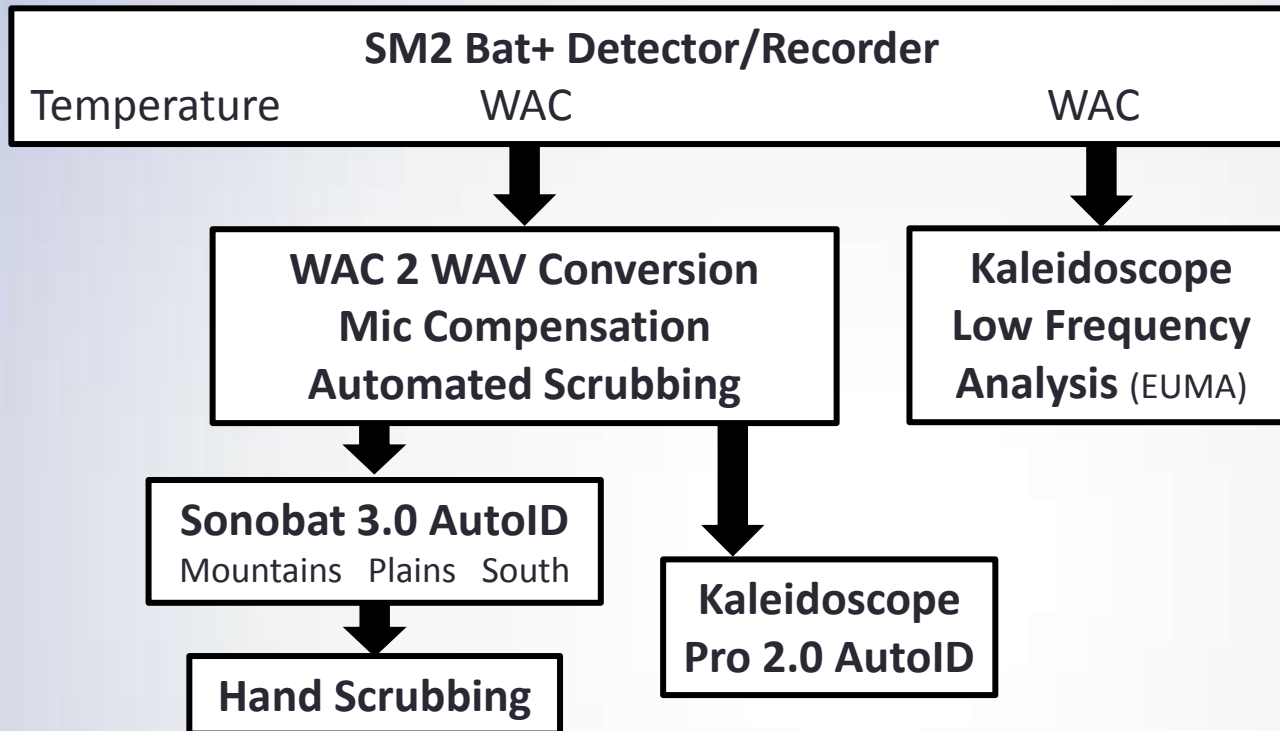 SM2 Bat+ Detector/Recorder
Temperature WAC WAC
WAC 2 WAV Conversion
Mic Compensation
Automated Scrubbing
Kaleidoscope
Low Frequency
Analysis (EUMA)
Sonobat 3.0 AutoID
Mountains Plains South
Kaleidoscope
Pro 2.0 AutoID
Hand Scrubbing